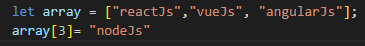 let array = ["reactJs","vueJs", "angularJs"];
array[3]= "nodeJs"